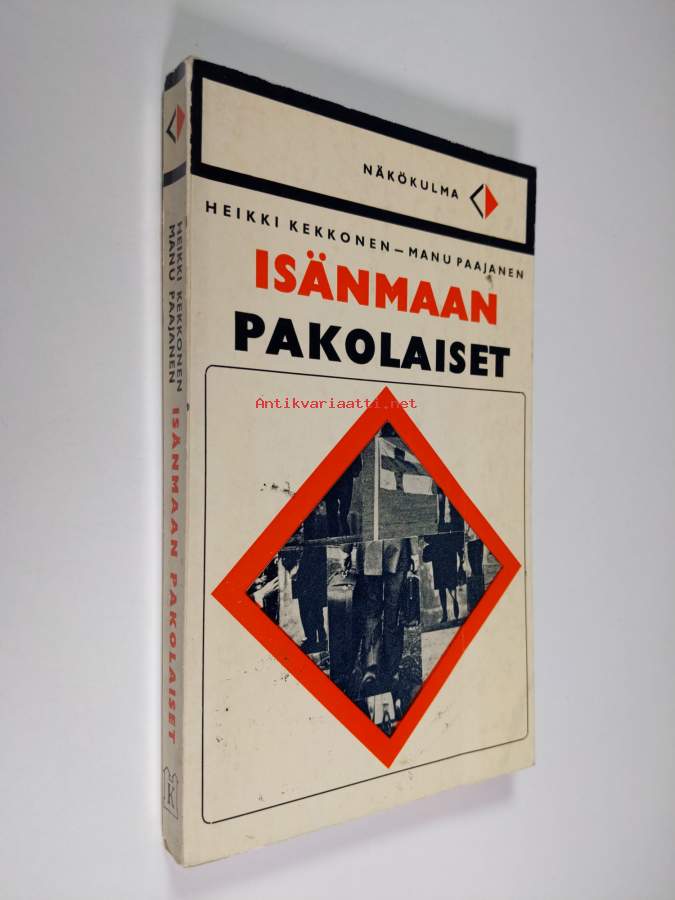 NÄKÖKULMA
HEIKKI KEKKONEN — MANU PAAJANEN
ISÄNMAAN
PAKOLAISET
Antikvariaatti.net
HEIKKI KEKKONEN
MANU PAAJANEN
ISÄNMAAN PAKOLAISET
K